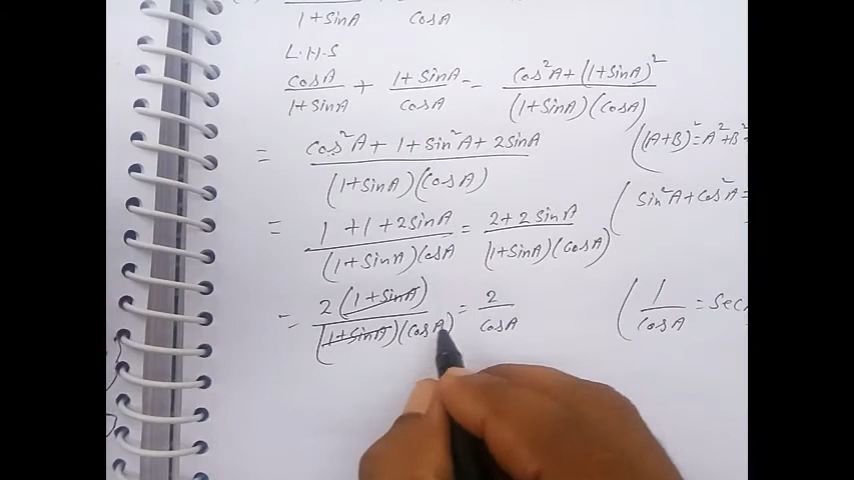 1+sinA cosA
L.H.S
cosA/1+sinA + 1+sinA/cosA = cos²A+(1+sinA)²/(1+sinA)(cosA)
= cos²A+1+sin²A+2sinA/(1+sinA)(cosA) ((A+B)²=A²+B²+
= 1+1+2sinA/(1+sinA)(cosA) = 2+2sinA/(1+sinA)(cosA) (sin²A+cos²A=
= 2(1+sinA)/(1+sinA)(cosA) = 2/cosA (1/cosA = sec